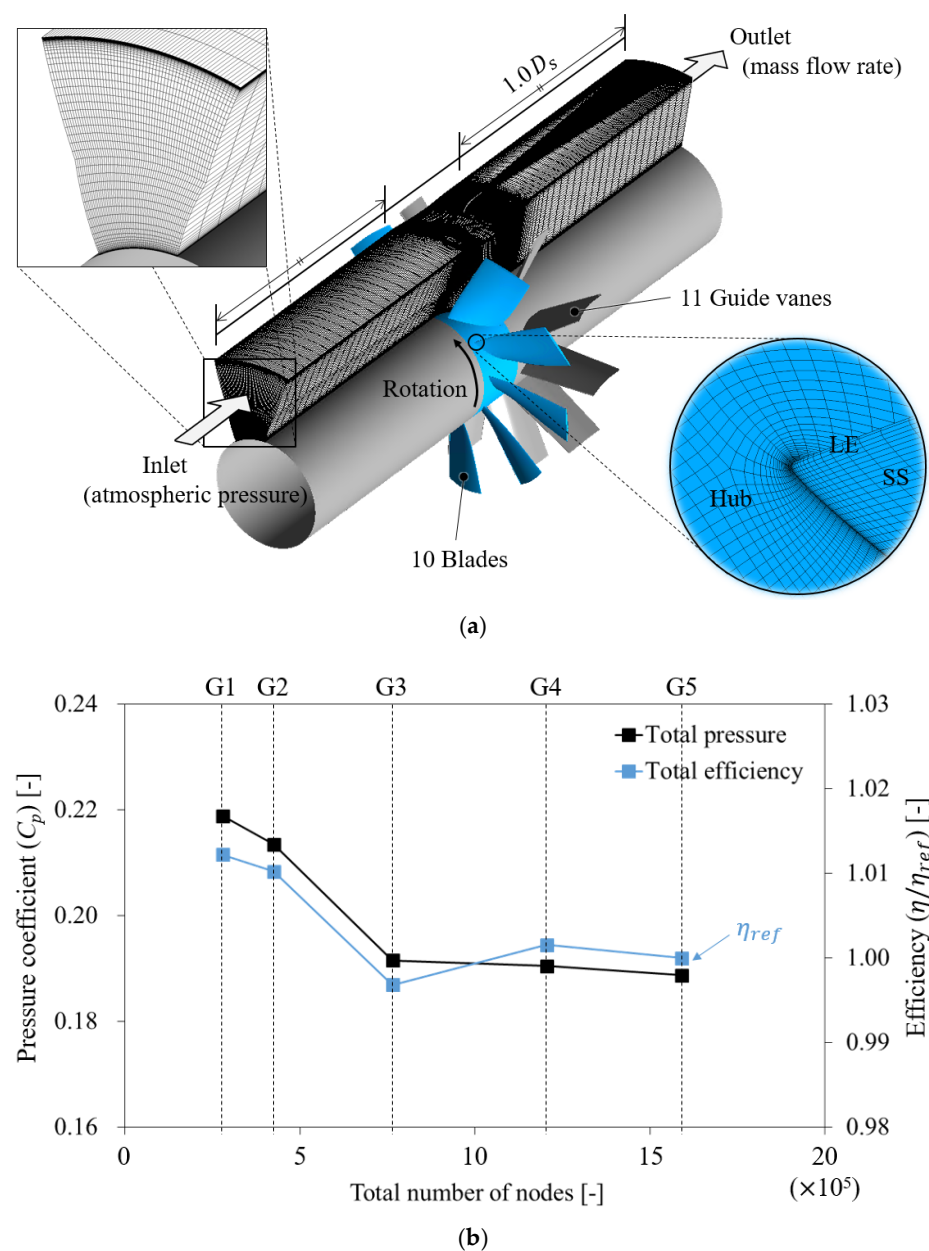 1.0Dₛ
Outlet
(mass flow rate)
11 Guide vanes
Rotation
Inlet
(atmospheric pressure)
10 Blades
LE
SS
Hub
(a)
G1 G2 G3 G4 G5
0.24 1.03
Total pressure
Total efficiency
0.22 1.02
1.01
0.20 1.00
η_ref
0.18 0.99
0.16 0.98
Pressure coefficient (C_p) [-]
Efficiency (η/η_ref) [-]
0 5 10 15 20
Total number of nodes [-]
(×10⁵)
(b)